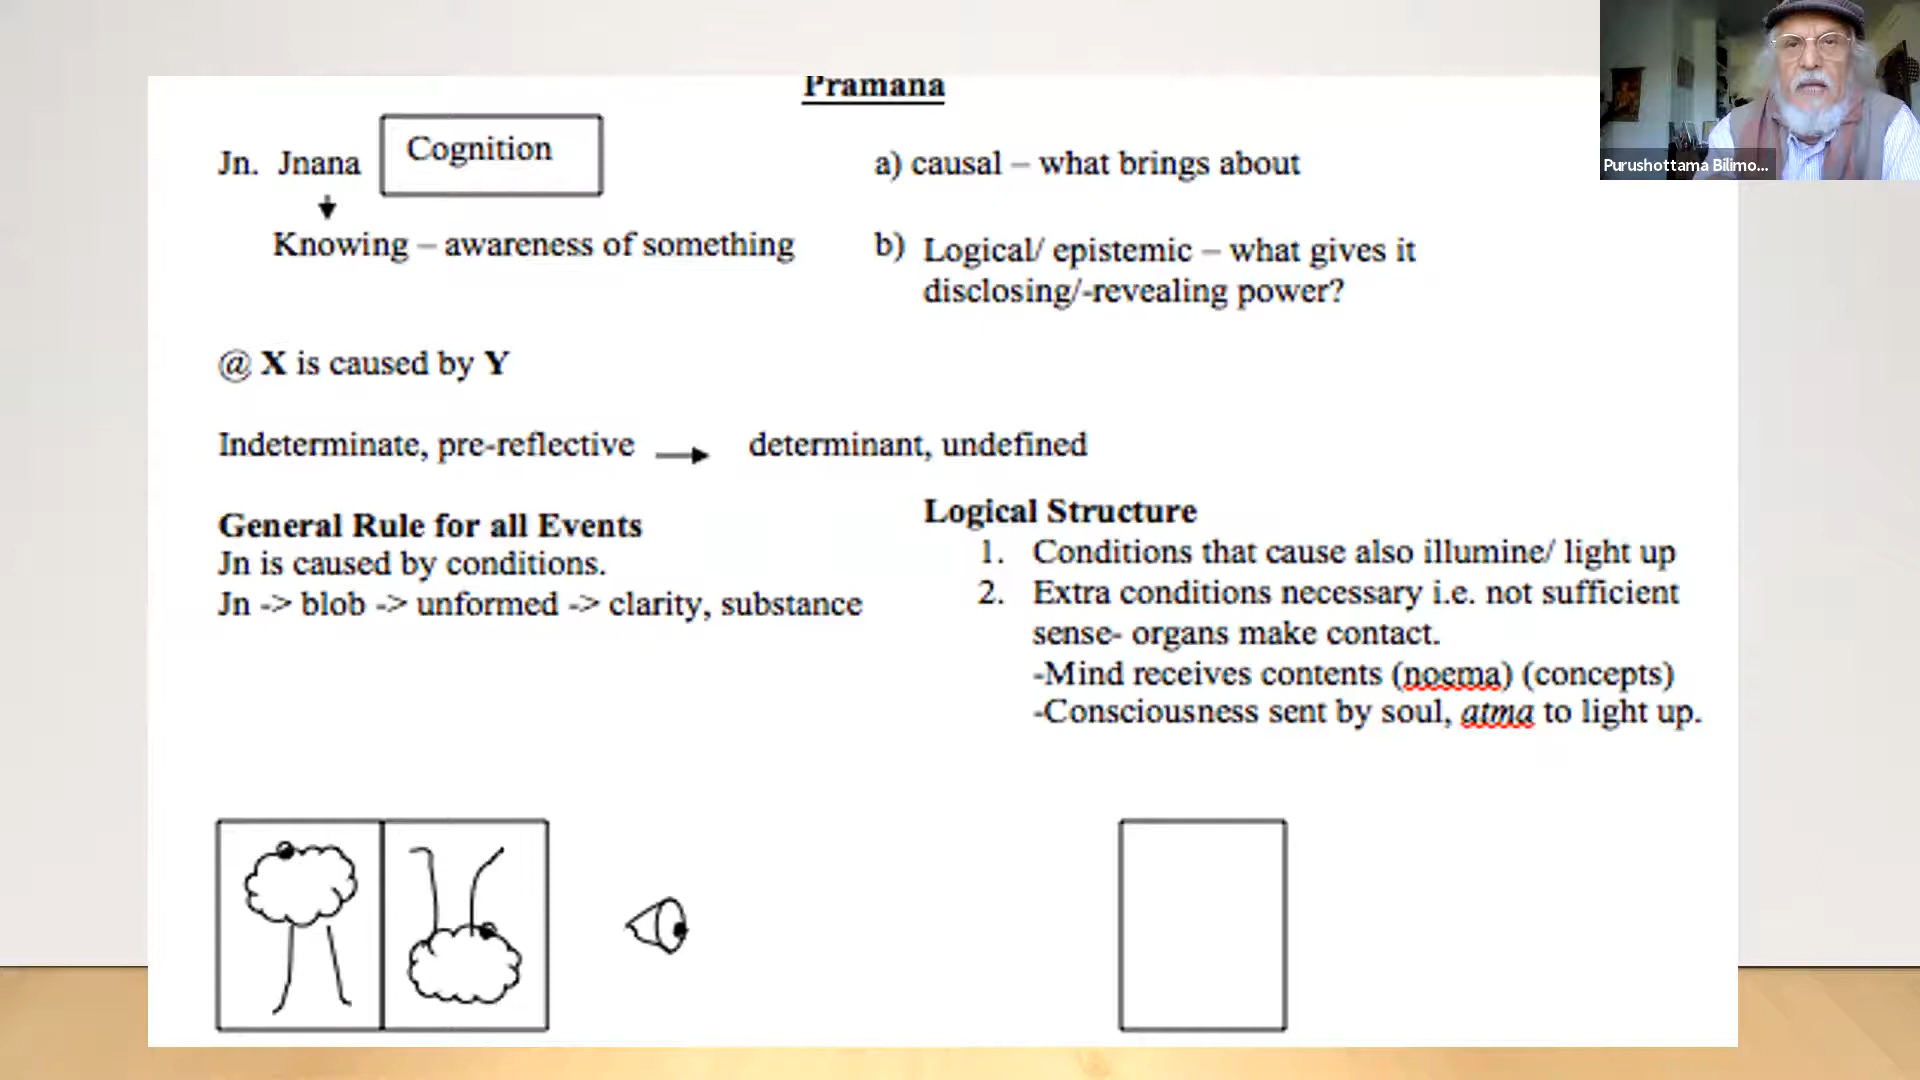 Pramana
Jn. Jnana
Cognition
Knowing – awareness of something
a) causal – what brings about
b) Logical/ epistemic – what gives it
disclosing/-revealing power?
@ X is caused by Y
Indeterminate, pre-reflective
determinant, undefined
General Rule for all Events
Jn is caused by conditions.
Jn -> blob -> unformed -> clarity, substance
Logical Structure
1. Conditions that cause also illumine/ light up
2. Extra conditions necessary i.e. not sufficient
sense- organs make contact.
-Mind receives contents (noema) (concepts)
-Consciousness sent by soul, atma to light up.
Purushottama Bilimo...